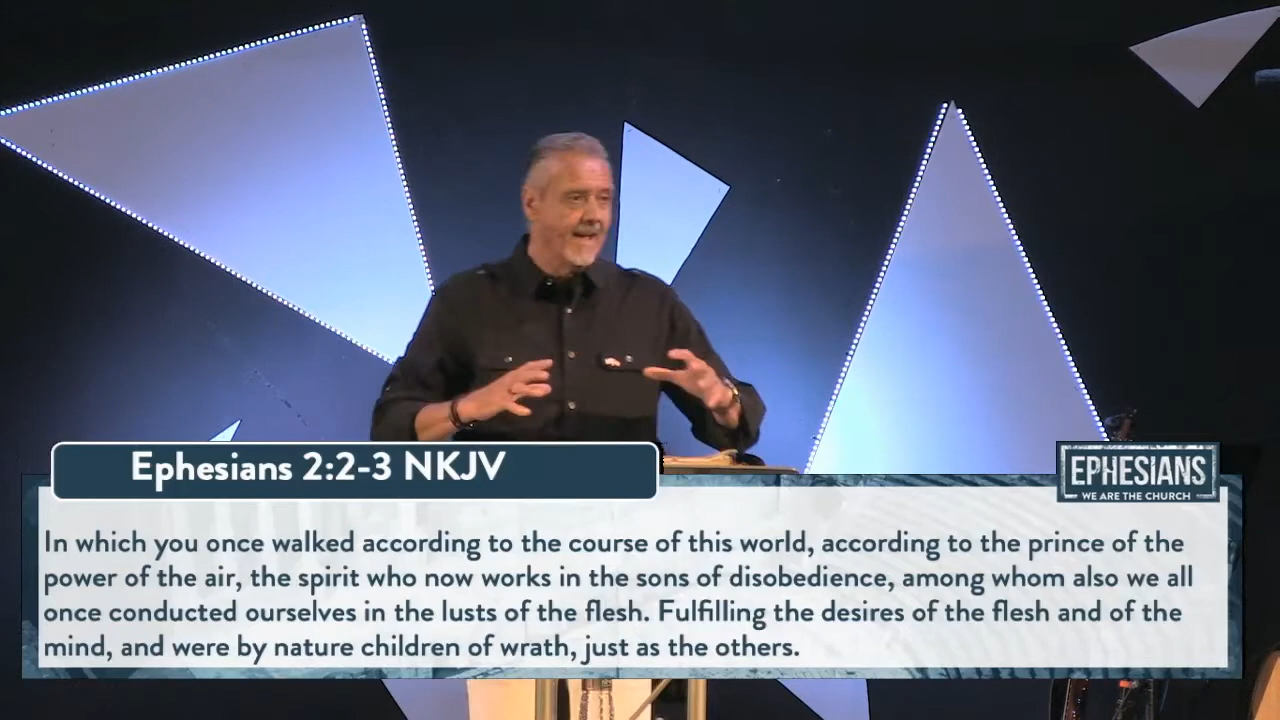 Ephesians 2:2-3 NKJV
EPHESIANS
WE ARE THE CHURCH
In which you once walked according to the course of this world, according to the prince of the
power of the air, the spirit who now works in the sons of disobedience, among whom also we all
once conducted ourselves in the lusts of the flesh. Fulfilling the desires of the flesh and of the
mind, and were by nature children of wrath, just as the others.